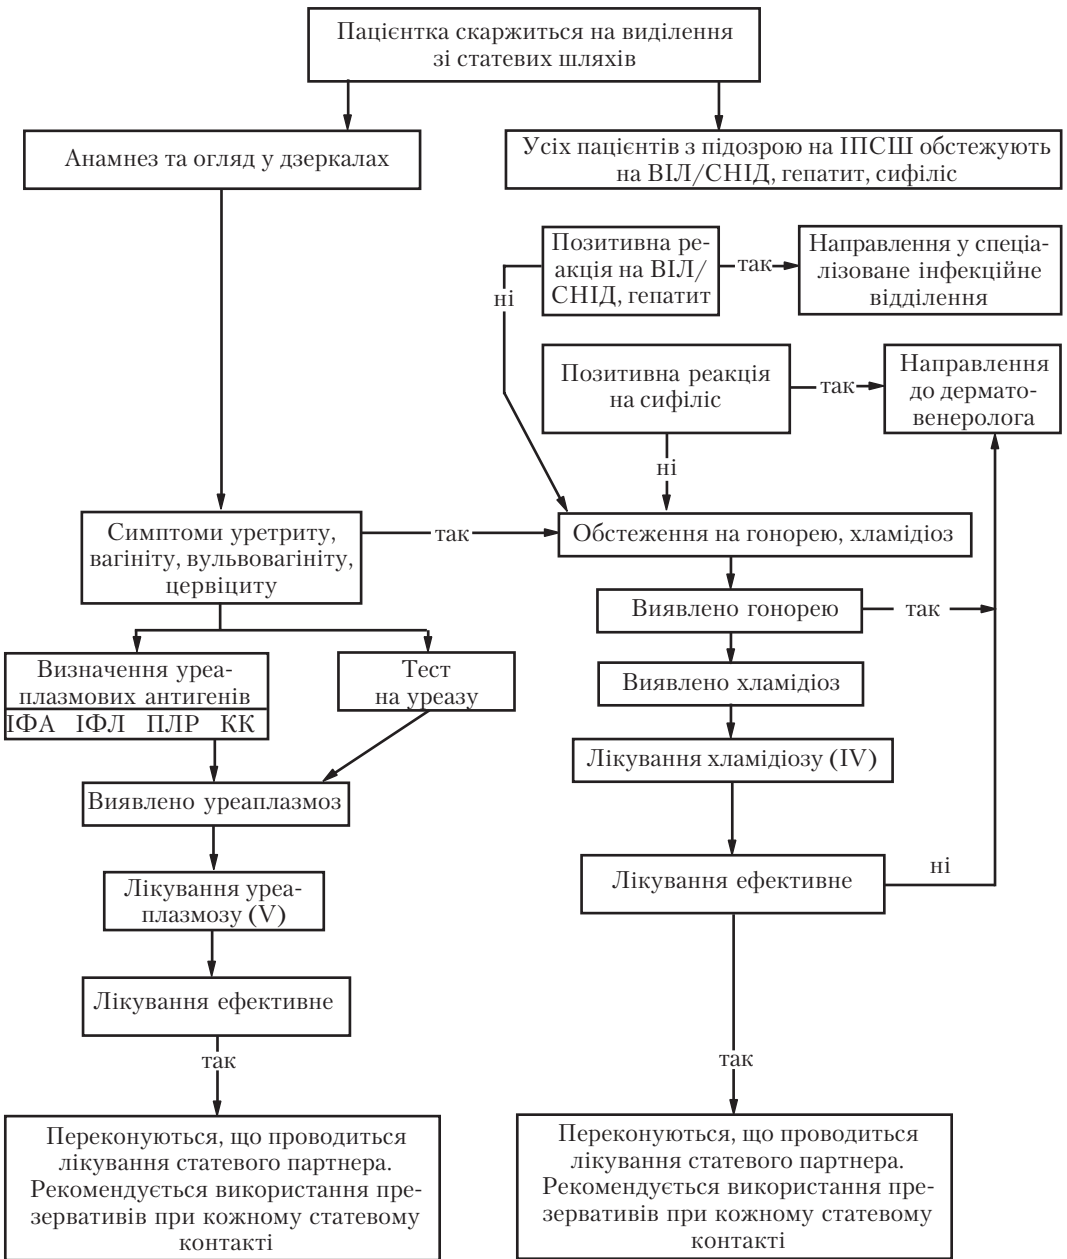 Пацієнтка скаржиться на виділення
зі статевих шляхів
Анамнез та огляд у дзеркалах
Усіх пацієнтів з підозрою на ІПСШ обстежують
на ВІЛ/СНІД, гепатит, сифіліс
Позитивна ре-
акція на ВІЛ/
СНІД, гепатит
так
Направлення у спеціа-
лізоване інфекційне
відділення
ні
Позитивна реакція
на сифіліс
так
Направлення
до дермато-
венеролога
ні
Симптоми уретриту,
вагініту, вульвовагініту,
цервіциту
так
Обстеження на гонорею, хламідіоз
Виявлено гонорею
так
Визначення уреа-
плазмових антигенів
ІФА ІФЛ ПЛР КК
Тест
на уреазу
Виявлено хламідіоз
Лікування хламідіозу (IV)
Виявлено уреаплазмоз
Лікування уреа-
плазмозу (V)
Лікування ефективне
ні
Лікування ефективне
так
так
Переконуються, що проводиться
лікування статевого партнера.
Рекомендується використання пре-
зервативів при кожному статевому
контакті
Переконуються, що проводиться
лікування статевого партнера.
Рекомендується використання пре-
зервативів при кожному статевому
контакті